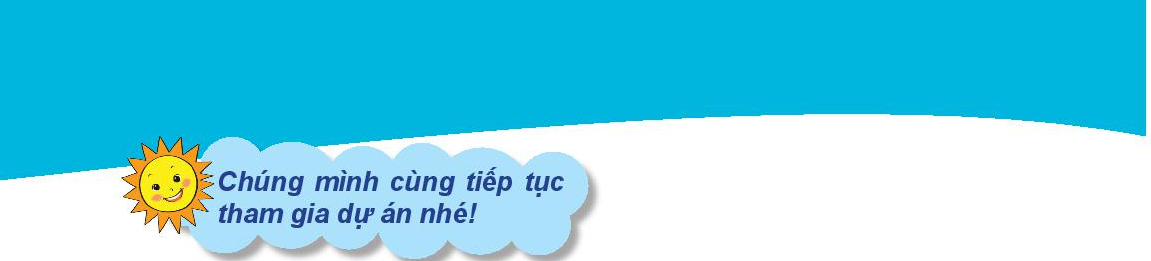 Chúng mình cùng tiếp tục
tham gia dự án nhé!